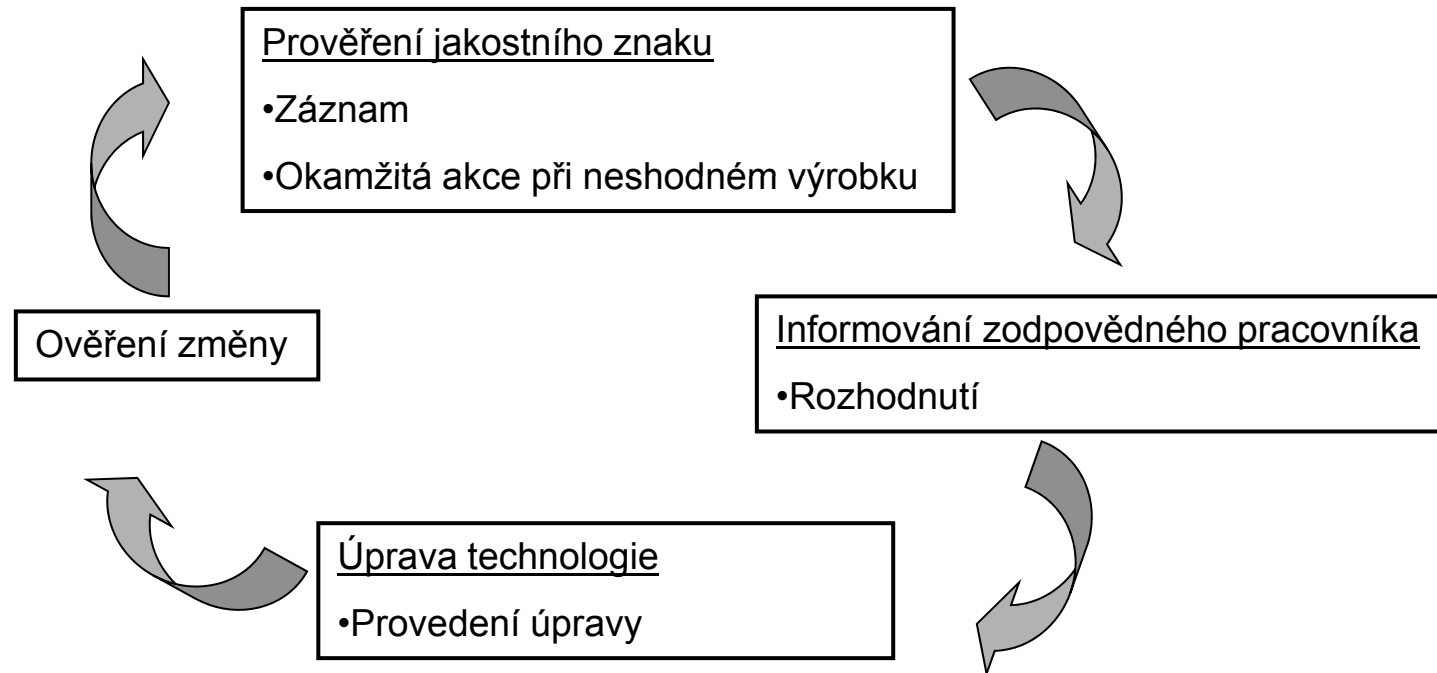 Prověření jakostního znaku
•Záznam
•Okamžitá akce při neshodném výrobku
Informování zodpovědného pracovníka
•Rozhodnutí
Úprava technologie
•Provedení úpravy
Ověření změny